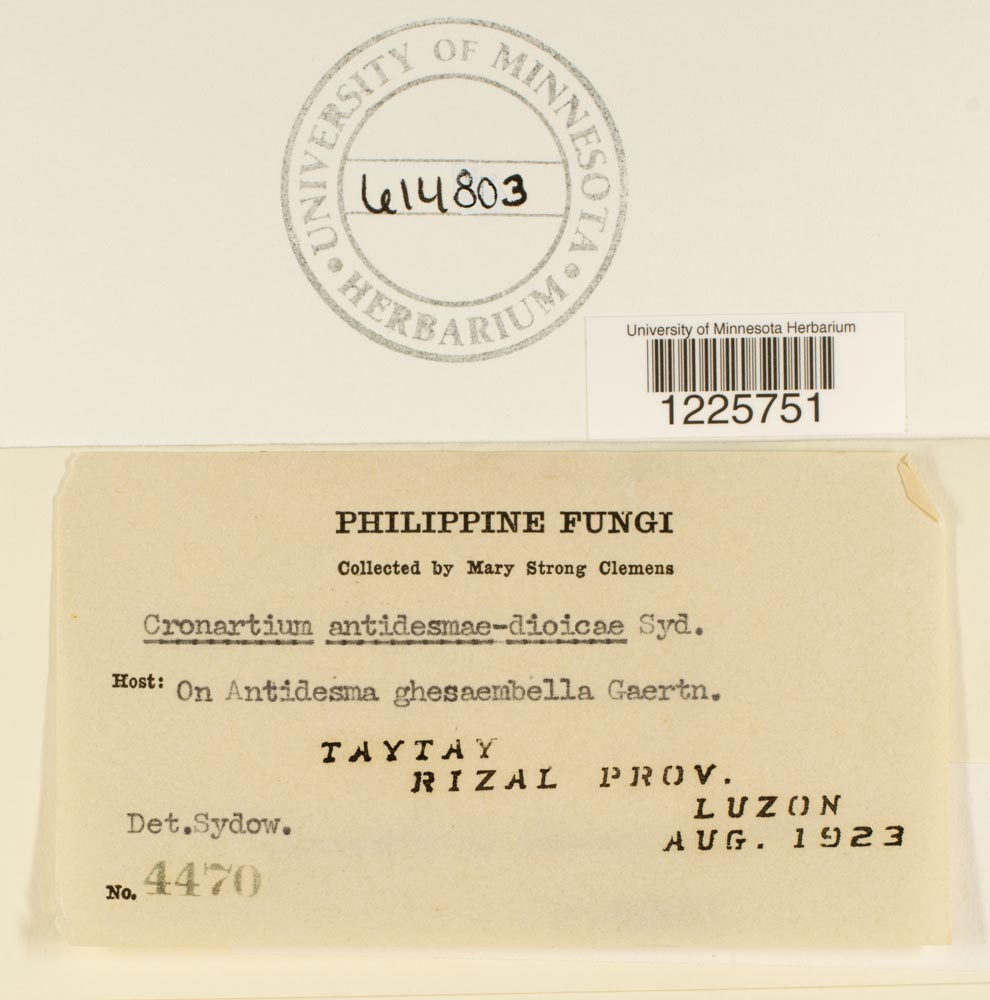 UNIVERSITY OF MINNESOTA
614803
• HERBARIUM •
University of Minnesota Herbarium
1225751
PHILIPPINE FUNGI
Collected by Mary Strong Clemens
Cronartium antidesmae-dioicae Syd.
Host: On Antidesma ghesaembella Gaertn.
TAYTAY
RIZAL PROV.
LUZON
Det.Sydow.
AUG. 1923
No. 4470